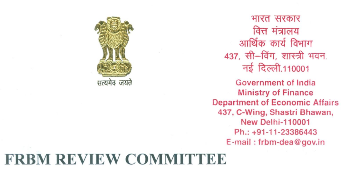 सत्यमेव जयते
भारत सरकार
वित्त मंत्रालय
आर्थिक कार्य विभाग
437, सी-विंग, शास्त्री भवन
नई दिल्ली.110001
Government of India
Ministry of Finance
Department of Economic Affairs
437, C-Wing, Shastri Bhawan,
New Delhi-110001
Ph.: +91-11-23386443
E-mail : frbm-dea@gov.in
FRBM REVIEW COMMITTEE